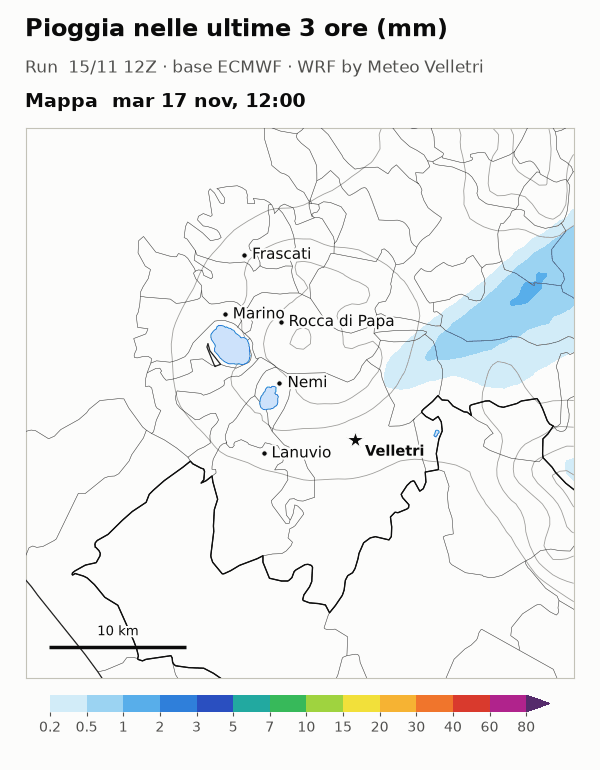 Pioggia nelle ultime 3 ore (mm)
Run  15/11 12Z · base ECMWF · WRF by Meteo Velletri
Mappa  mar 17 nov, 12:00
Frascati
Marino
Rocca di Papa
Nemi
Velletri
Lanuvio
10 km
0.2 0.5 1 2 3 5 7 10 15 20 30 40 60 80